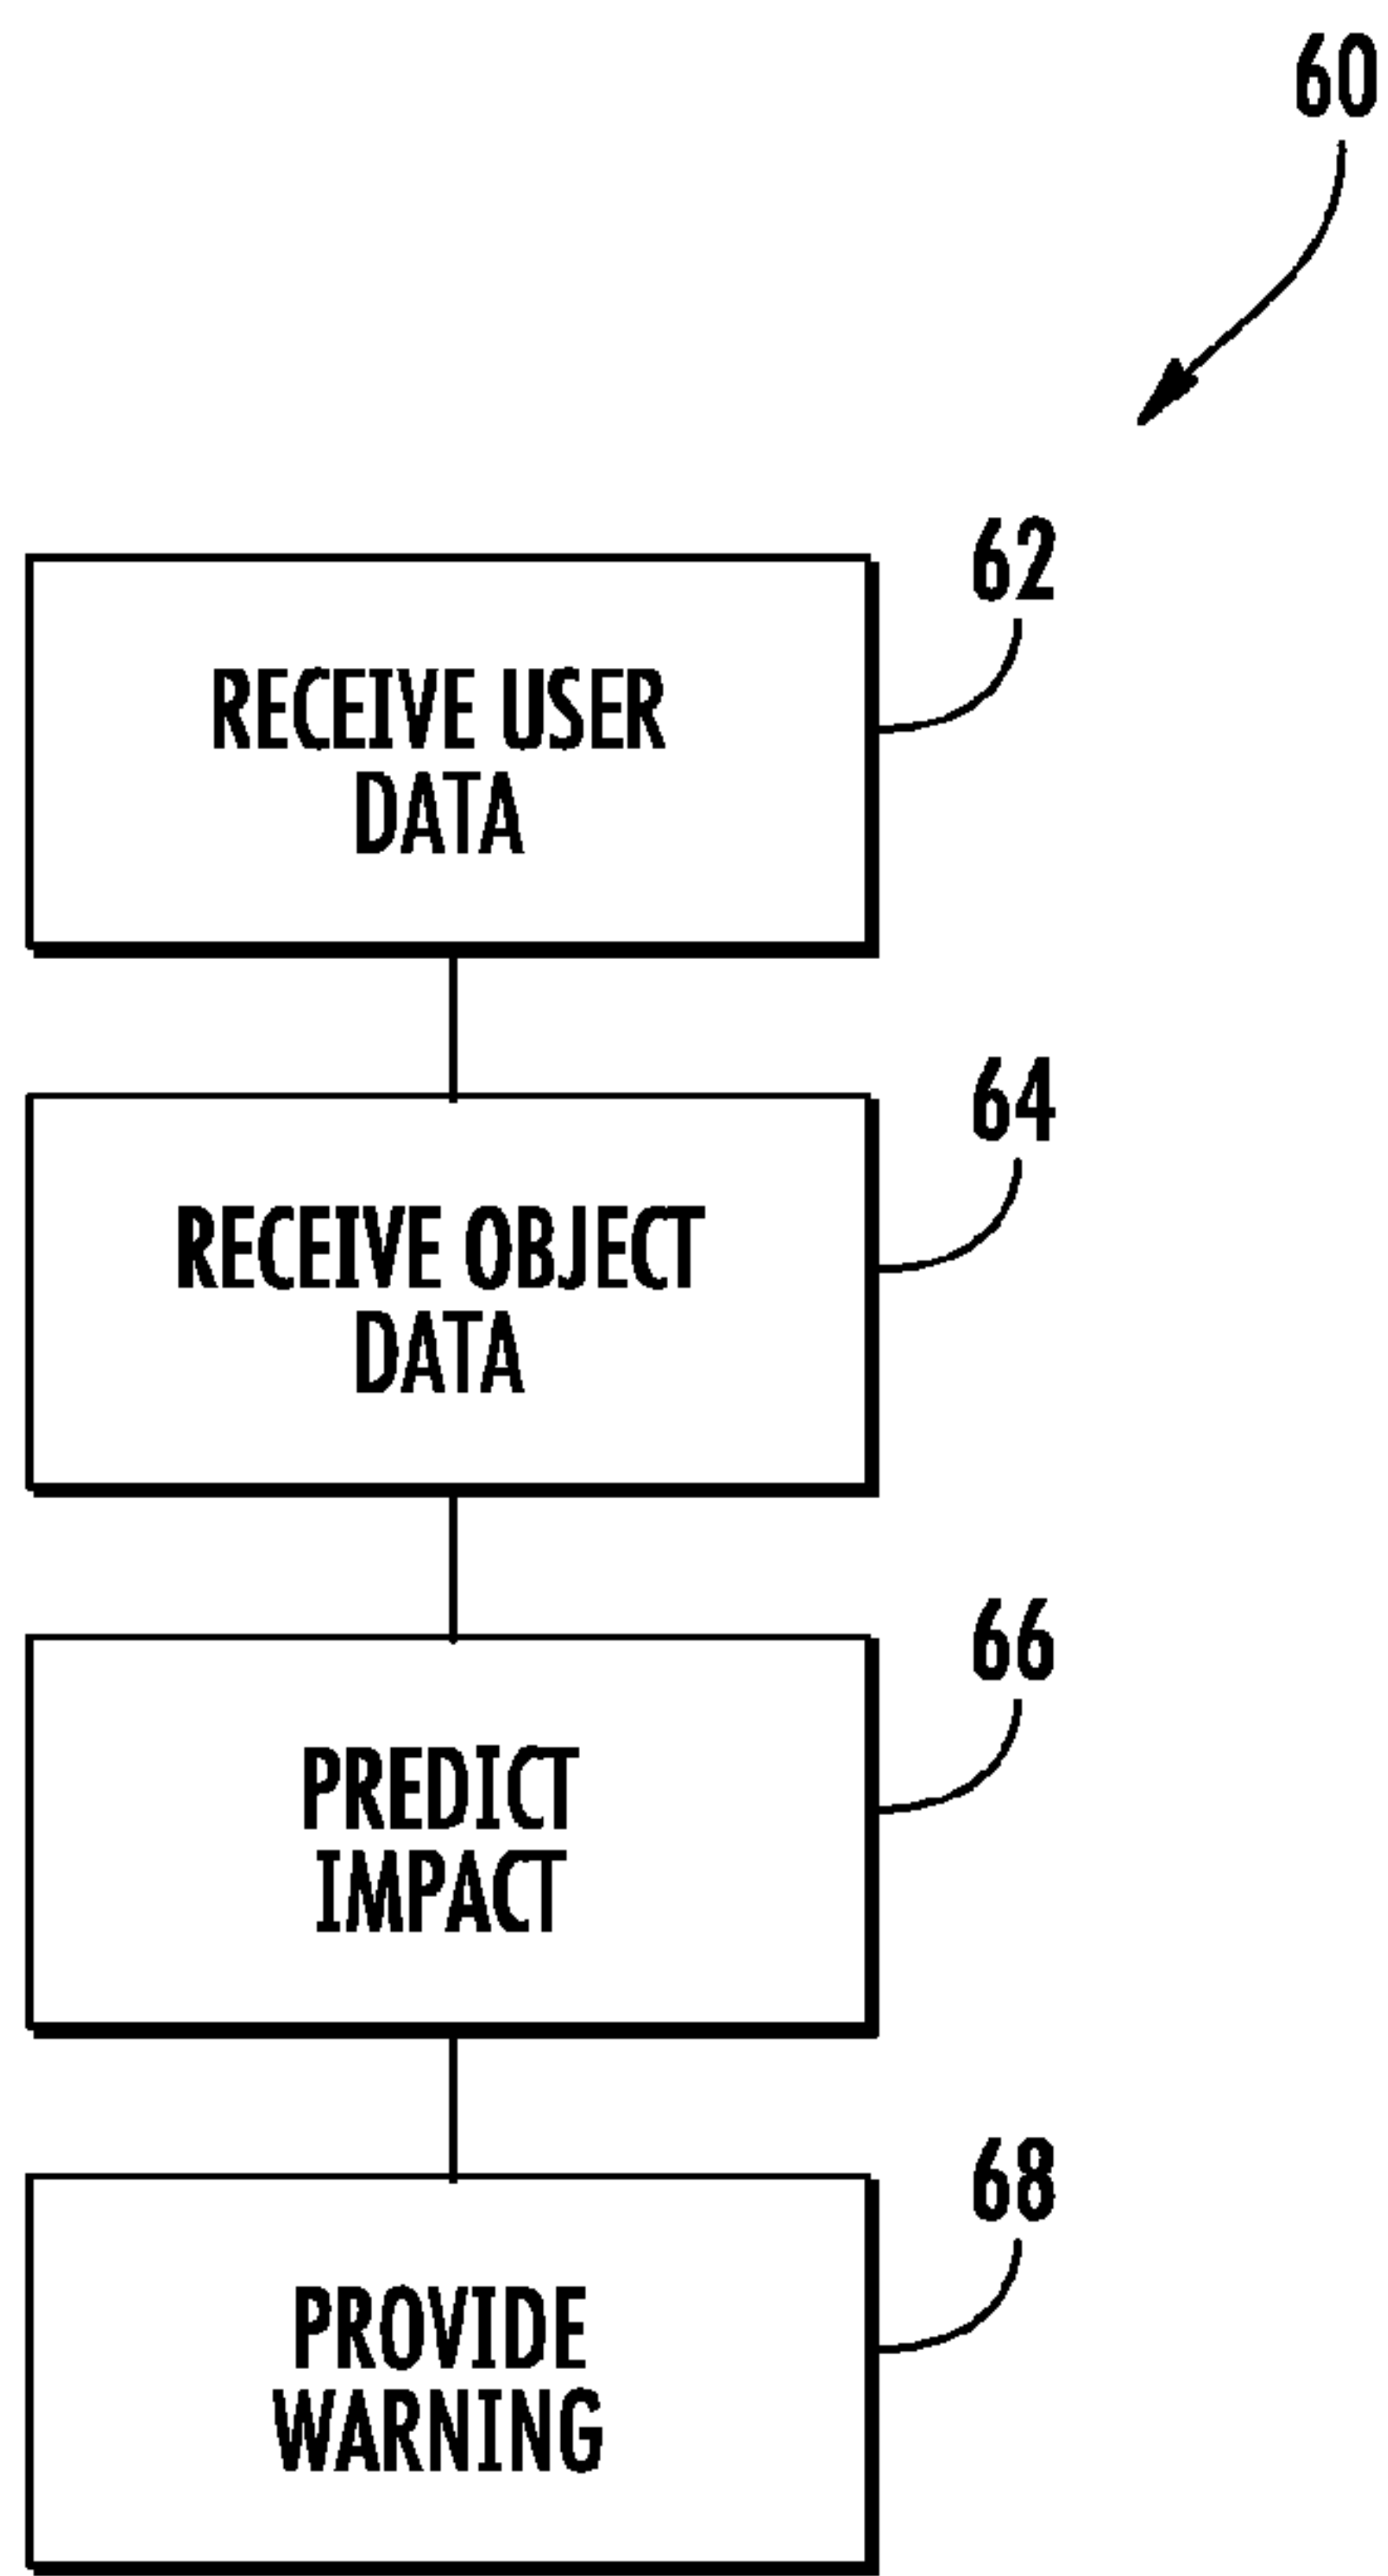 60
62
RECEIVE USER
DATA
64
RECEIVE OBJECT
DATA
66
PREDICT
IMPACT
68
PROVIDE
WARNING